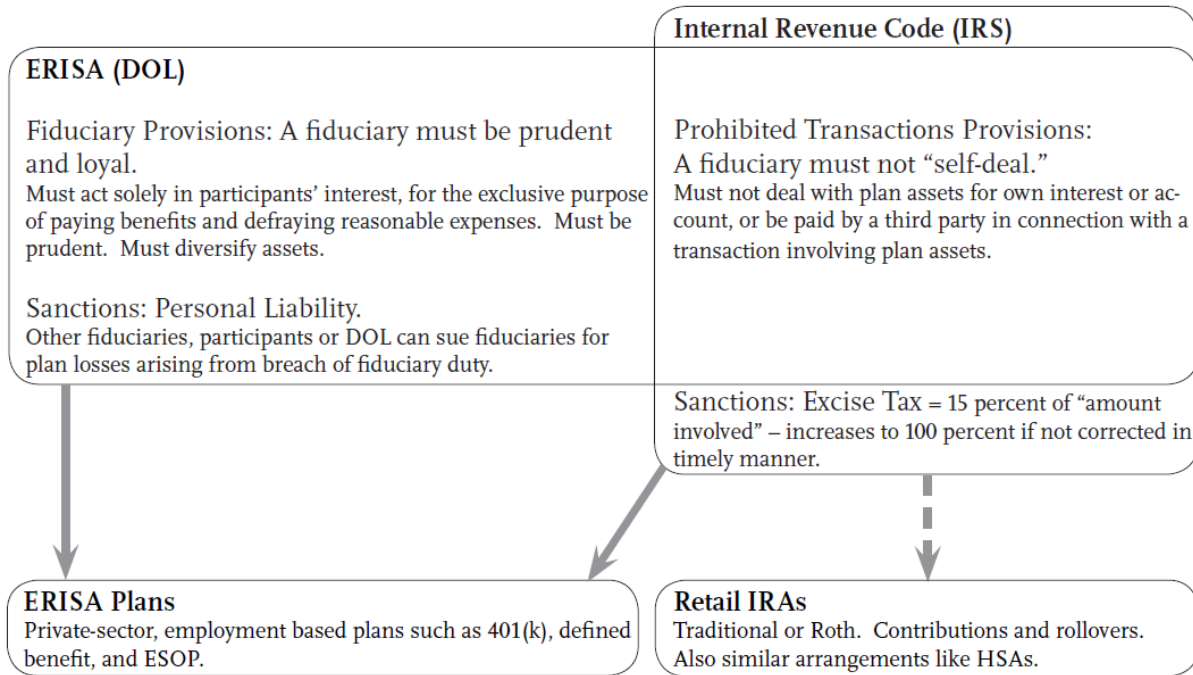 Internal Revenue Code (IRS)
ERISA (DOL)
Fiduciary Provisions: A fiduciary must be prudent
and loyal.
Must act solely in participants’ interest, for the exclusive purpose
of paying benefits and defraying reasonable expenses.  Must be
prudent.  Must diversify assets.
Sanctions: Personal Liability.
Other fiduciaries, participants or DOL can sue fiduciaries for
plan losses arising from breach of fiduciary duty.
Prohibited Transactions Provisions:
A fiduciary must not “self-deal.”
Must not deal with plan assets for own interest or ac-
count, or be paid by a third party in connection with a
transaction involving plan assets.
Sanctions: Excise Tax = 15 percent of “amount
involved” – increases to 100 percent if not corrected in
timely manner.
ERISA Plans
Private-sector, employment based plans such as 401(k), defined
benefit, and ESOP.
Retail IRAs
Traditional or Roth.  Contributions and rollovers.
Also similar arrangements like HSAs.